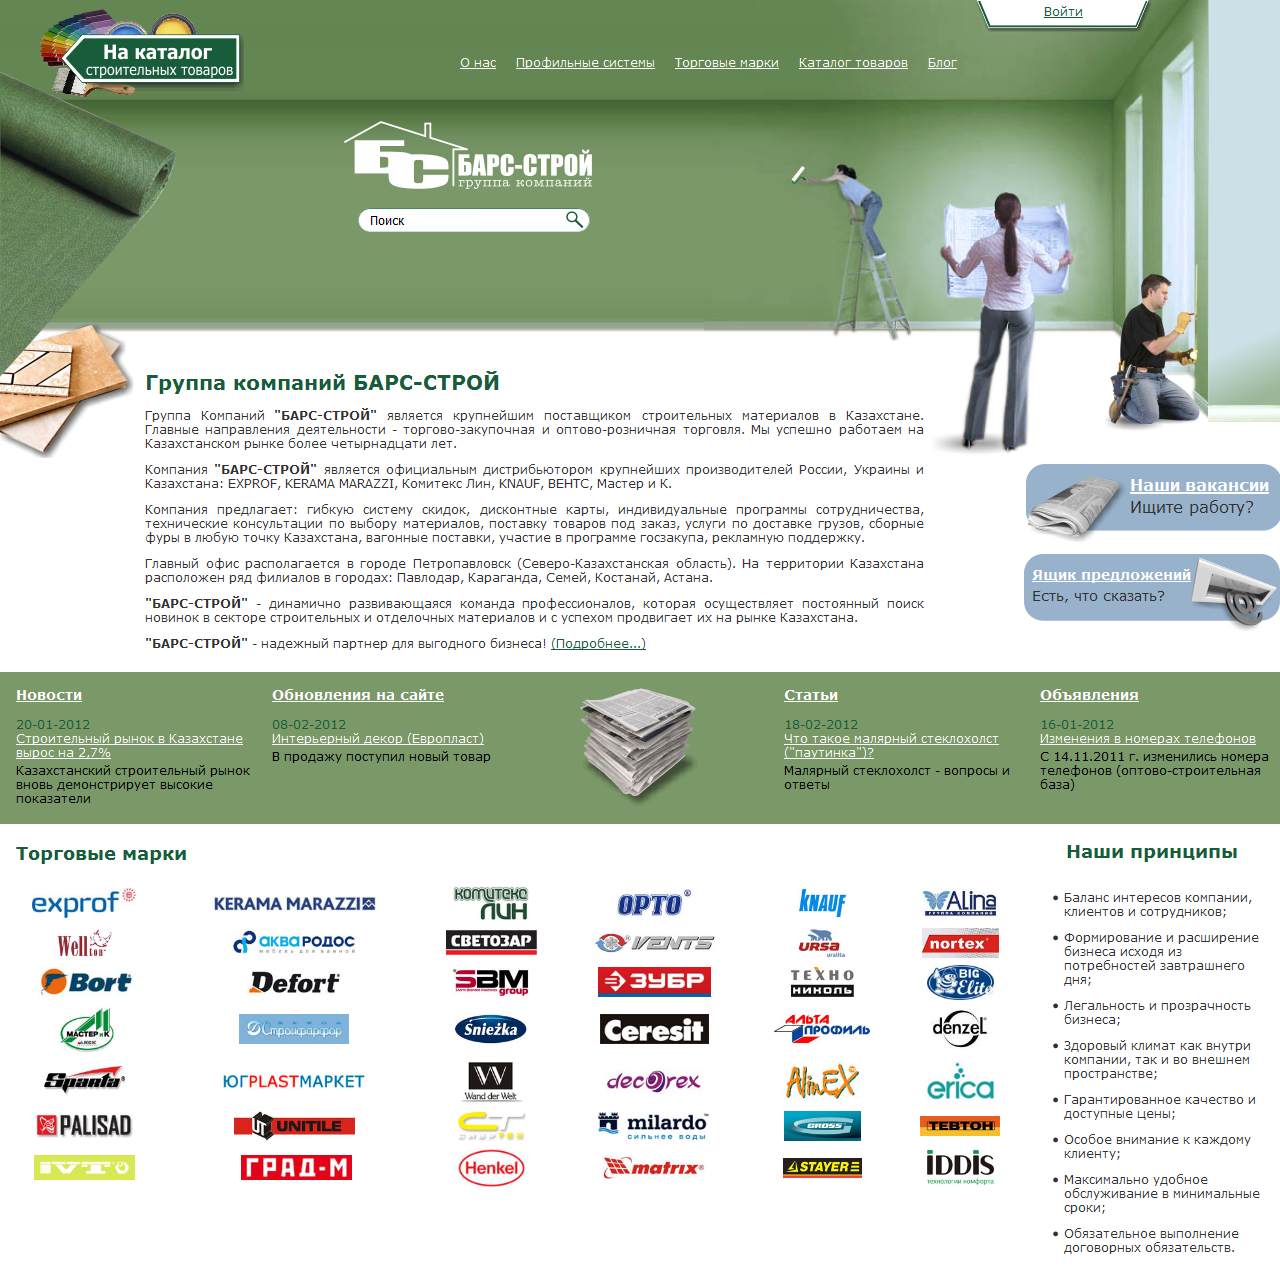 Войти
На каталог
строительных товаров
О нас Профильные системы Торговые марки Каталог товаров Блог
БС БАРС-СТРОЙ
группа компаний
Поиск
Группа компаний БАРС-СТРОЙ
Группа Компаний "БАРС-СТРОЙ" является крупнейшим поставщиком строительных материалов в Казахстане.
Главные направления деятельности - торгово-закупочная и оптово-розничная торговля. Мы успешно работаем на
Казахстанском рынке более четырнадцати лет.
Компания "БАРС-СТРОЙ" является официальным дистрибьютором крупнейших производителей России, Украины и
Казахстана: EXPROF, KERAMA MARAZZI, Комитекс Лин, KNAUF, ВЕНТС, Мастер и К.
Компания предлагает: гибкую систему скидок, дисконтные карты, индивидуальные программы сотрудничества,
технические консультации по выбору материалов, поставку товаров под заказ, услуги по доставке грузов, сборные
фуры в любую точку Казахстана, вагонные поставки, участие в программе госзакупа, рекламную поддержку.
Главный офис располагается в городе Петропавловск (Северо-Казахстанская область). На территории Казахстана
расположен ряд филиалов в городах: Павлодар, Караганда, Семей, Костанай, Астана.
"БАРС-СТРОЙ" - динамично развивающаяся команда профессионалов, которая осуществляет постоянный поиск
новинок в секторе строительных и отделочных материалов и с успехом продвигает их на рынке Казахстана.
"БАРС-СТРОЙ" - надежный партнер для выгодного бизнеса! (Подробнее...)
Наши вакансии
Ищите работу?
Ящик предложений
Есть, что сказать?
Новости
20-01-2012
Строительный рынок в Казахстане
вырос на 2,7%
Казахстанский строительный рынок
вновь демонстрирует высокие
показатели
Обновления на сайте
08-02-2012
Интерьерный декор (Европласт)
В продажу поступил новый товар
Статьи
18-02-2012
Что такое малярный стеклохолст
("паутинка")?
Малярный стеклохолст - вопросы и
ответы
Объявления
16-01-2012
Изменения в номерах телефонов
С 14.11.2011 г. изменились номера
телефонов (оптово-строительная
база)
Торговые марки
exprof KERAMA MARAZZI КОМИТЕКС ЛИН ОРТО KNAUF Alina ГРУППА КОМПАНИЙ
Wellton АКВА РОДОС мебель для ванной СВЕТОЗАР VENTS URSA uralita nortex
Bort Defort SBM group ЗУБР ТЕХНО НИКОЛЬ BIG Elite
МАСТЕР и К Стройфарфор Śnieżka Ceresit АЛЬТА ПРОФИЛЬ denzel
Sparta ЮГPLASTМАРКЕТ W Wand der Welt decorex AlinEX erica
PALISAD UNITILE СТ СИБИРТЕХ milardo сильнее воды GROSS ТЕВТОН
IVT ГРАД-М Henkel matrix STAYER IDDIS технологии комфорта
Наши принципы
• Баланс интересов компании,
клиентов и сотрудников;
• Формирование и расширение
бизнеса исходя из
потребностей завтрашнего
дня;
• Легальность и прозрачность
бизнеса;
• Здоровый климат как внутри
компании, так и во внешнем
пространстве;
• Гарантированное качество и
доступные цены;
• Особое внимание к каждому
клиенту;
• Максимально удобное
обслуживание в минимальные
сроки;
• Обязательное выполнение
договорных обязательств.